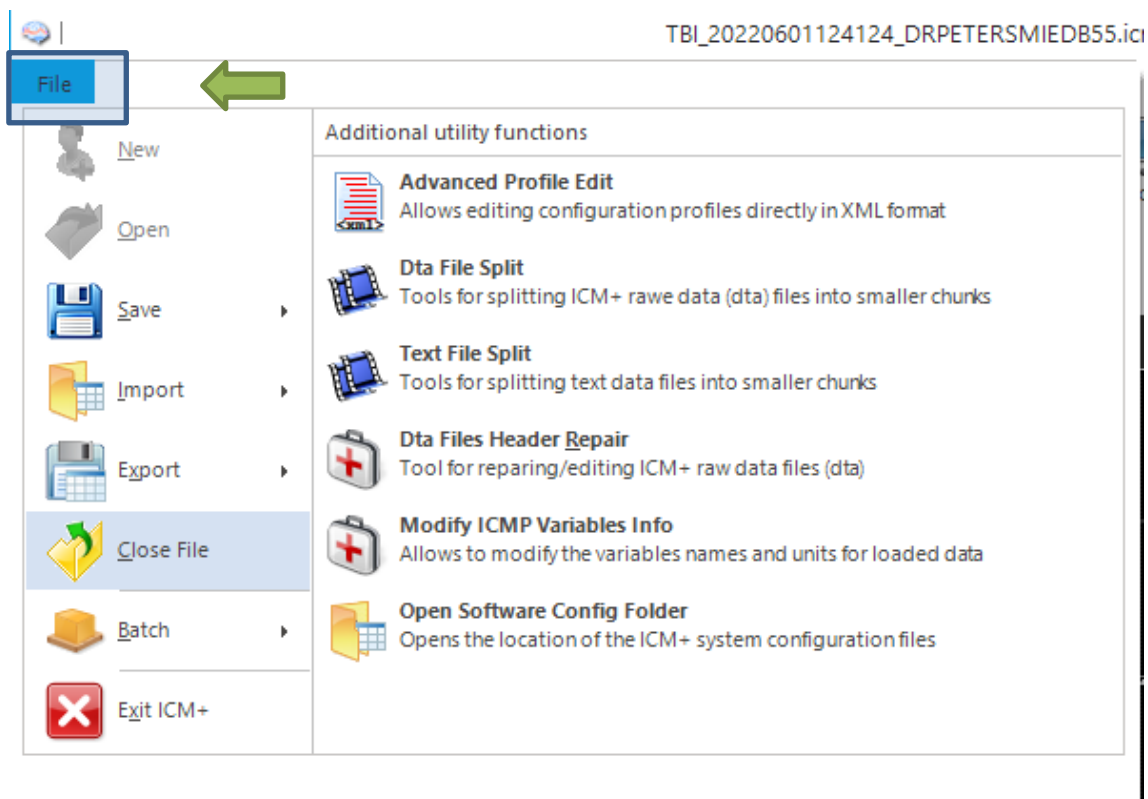 TBI_20220601124124_DRPETERSMIEDB55.icm
File
New
Open
Save
Import
Export
Close File
Batch
Exit ICM+
Additional utility functions
Advanced Profile Edit
Allows editing configuration profiles directly in XML format
<xml>
Dta File Split
Tools for splitting ICM+ rawe data (dta) files into smaller chunks
Text File Split
Tools for splitting text data files into smaller chunks
Dta Files Header Repair
Tool for reparing/editing ICM+ raw data files (dta)
Modify ICMP Variables Info
Allows to modify the variables names and units for loaded data
Open Software Config Folder
Opens the location of the ICM+ system configuration files